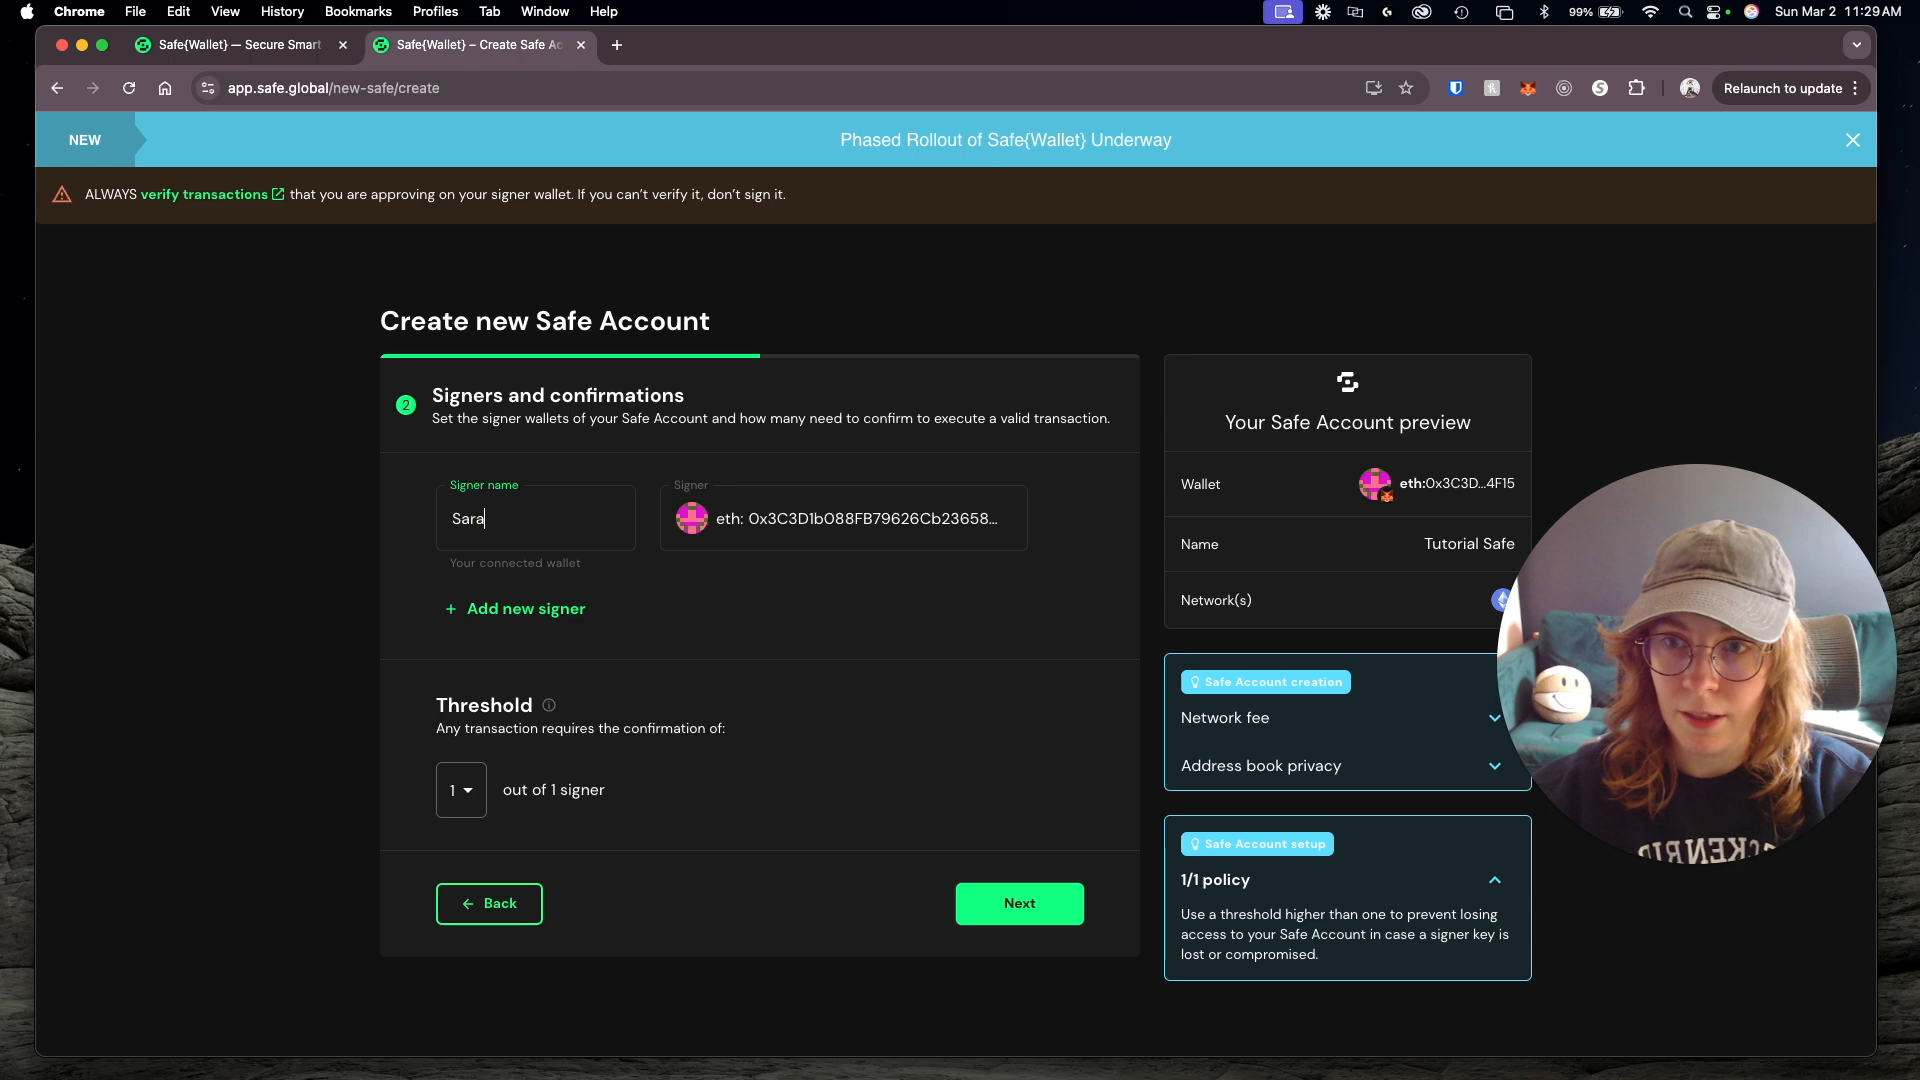 Chrome File Edit View History Bookmarks Profiles Tab Window Help 99% Sun Mar 2 11:29 AM
Safe{Wallet} — Secure Smart Safe{Wallet} – Create Safe Ac
app.safe.global/new-safe/create Relaunch to update
NEW Phased Rollout of Safe{Wallet} Underway
ALWAYS verify transactions that you are approving on your signer wallet. If you can't verify it, don't sign it.
Create new Safe Account
2 Signers and confirmations
Set the signer wallets of your Safe Account and how many need to confirm to execute a valid transaction.
Signer name
Sara
Your connected wallet
Signer
eth: 0x3C3D1b088FB79626Cb23658...
+ Add new signer
Threshold
Any transaction requires the confirmation of:
1 out of 1 signer
Back
Next
Your Safe Account preview
Wallet eth:0x3C3D...4F15
Name Tutorial Safe
Network(s)
Safe Account creation
Network fee
Address book privacy
Safe Account setup
1/1 policy
Use a threshold higher than one to prevent losing
access to your Safe Account in case a signer key is
lost or compromised.